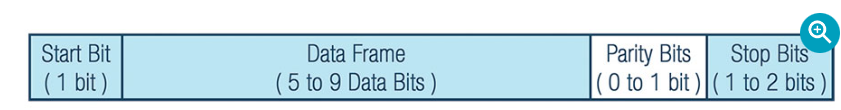 Start Bit
( 1 bit )
Data Frame
( 5 to 9 Data Bits )
Parity Bits
( 0 to 1 bit )
Stop Bits
( 1 to 2 bits )